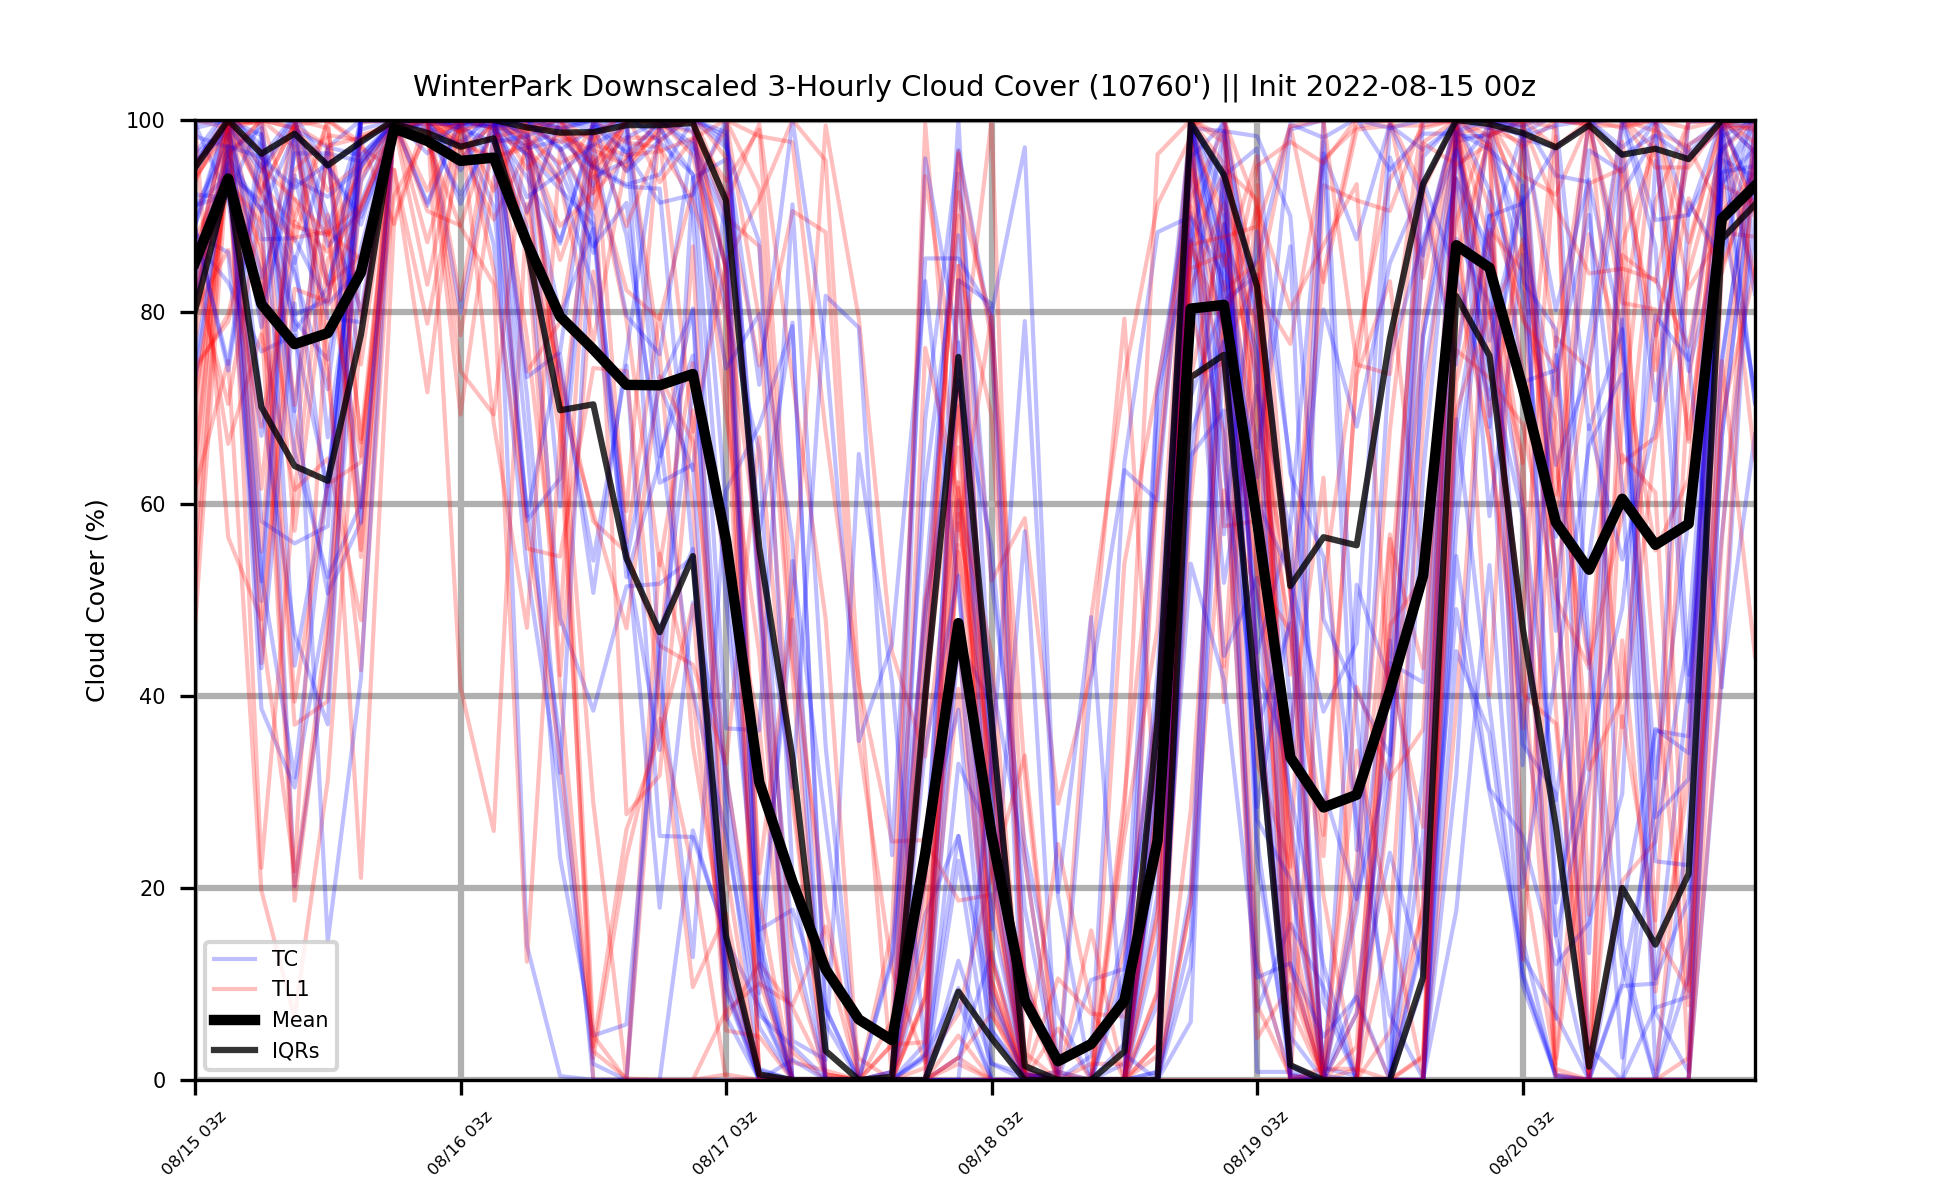 WinterPark Downscaled 3-Hourly Cloud Cover (10760') || Init 2022-08-15 00z
100
80
60
40
20
0
Cloud Cover (%)
TC
TL1
Mean
IQRs
08/15 03z
08/16 03z
08/17 03z
08/18 03z
08/19 03z
08/20 03z